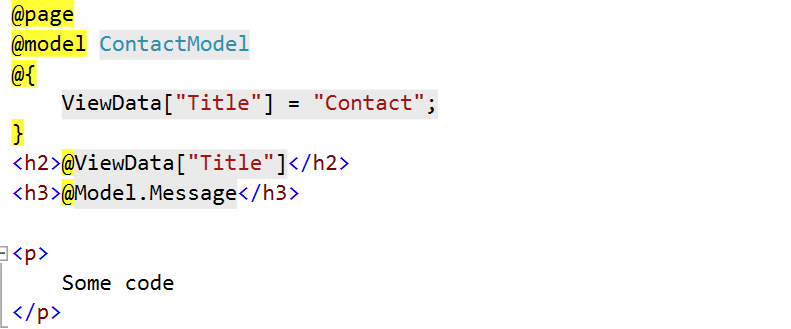 @page
@model ContactModel
@{
    ViewData["Title"] = "Contact";
}
<h2>@ViewData["Title"]</h2>
<h3>@Model.Message</h3>

<p>
    Some code
</p>